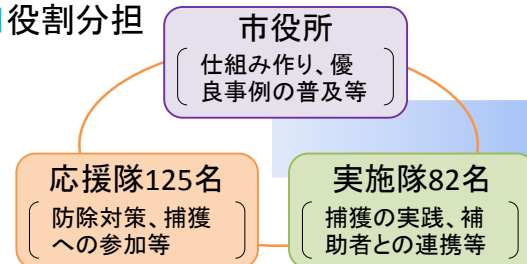 役割分担
市役所
仕組み作り、優
良事例の普及等
応援隊125名
防除対策、捕獲
への参加等
実施隊82名
捕獲の実践、補
助者との連携等